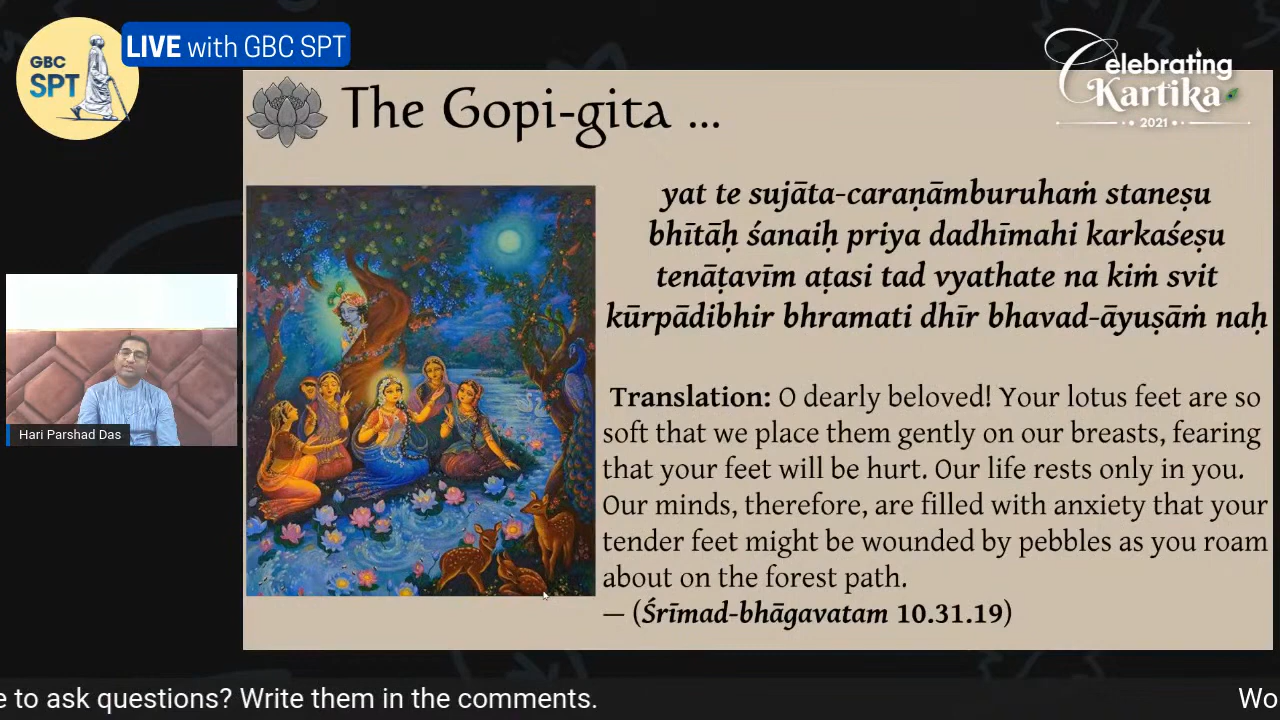 GBC
SPT
LIVE with GBC SPT
Celebrating
Kartika
2021
The Gopi-gita ...
yat te sujāta-caraṇāmburuhaṁ staneṣu
bhītāḥ śanaiḥ priya dadhīmahi karkaśeṣu
tenāṭavīm aṭasi tad vyathate na kiṁ svit
kūrpādibhir bhramati dhīr bhavad-āyuṣāṁ naḥ
Translation: O dearly beloved! Your lotus feet are so
soft that we place them gently on our breasts, fearing
that your feet will be hurt. Our life rests only in you.
Our minds, therefore, are filled with anxiety that your
tender feet might be wounded by pebbles as you roam
about on the forest path.
— (Śrīmad-bhāgavatam 10.31.19)
Hari Parshad Das
e to ask questions? Write them in the comments.
Wo